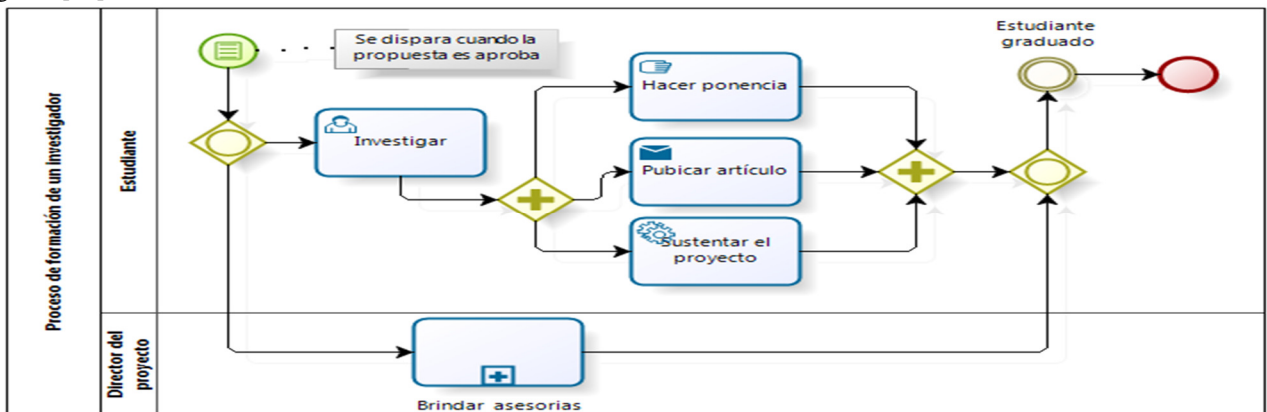 Proceso de formación de un investigador
Estudiante
Se dispara cuando la
propuesta es aproba
Investigar
Hacer ponencia
Pubicar artículo
Sustentar el
proyecto
Estudiante
graduado
Director del
proyecto
Brindar asesorias